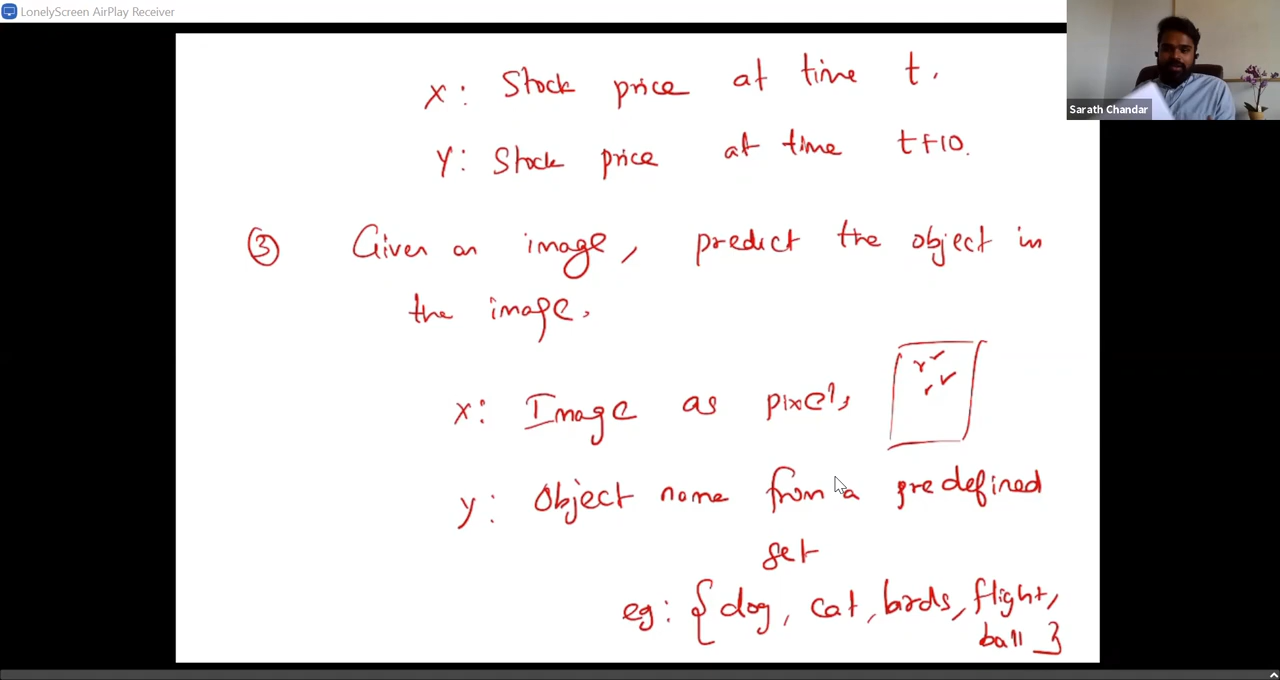 LonelyScreen AirPlay Receiver
Sarath Chandar
x: Stock price at time t.
Y: Stock price at time t+10.
③ Given an image, predict the object in
the image.
x: Image as pixels
y: Object name from a predefined
set
eg: {dog, cat, birds, flight,
ball}